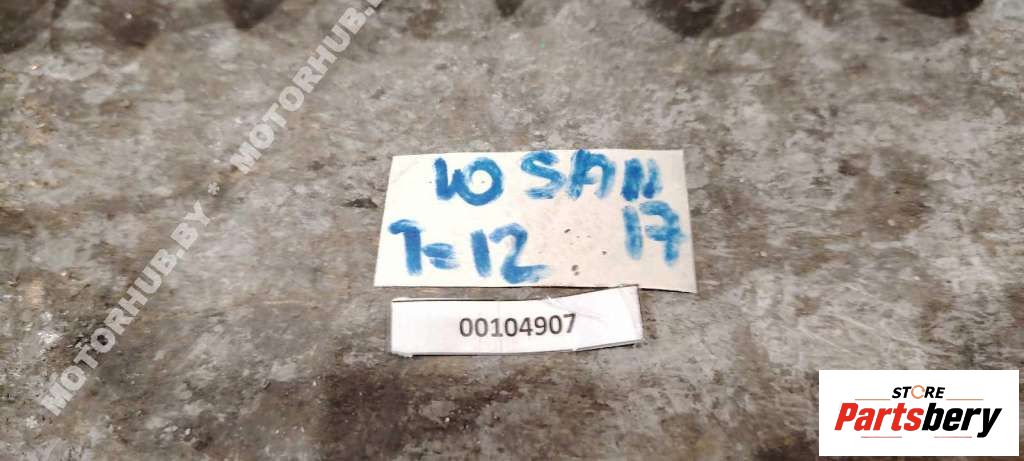 MOTORHUB.BY * MOTORHUB.BY
10 SAN
T=12 17
00104907
STORE
Partsbery